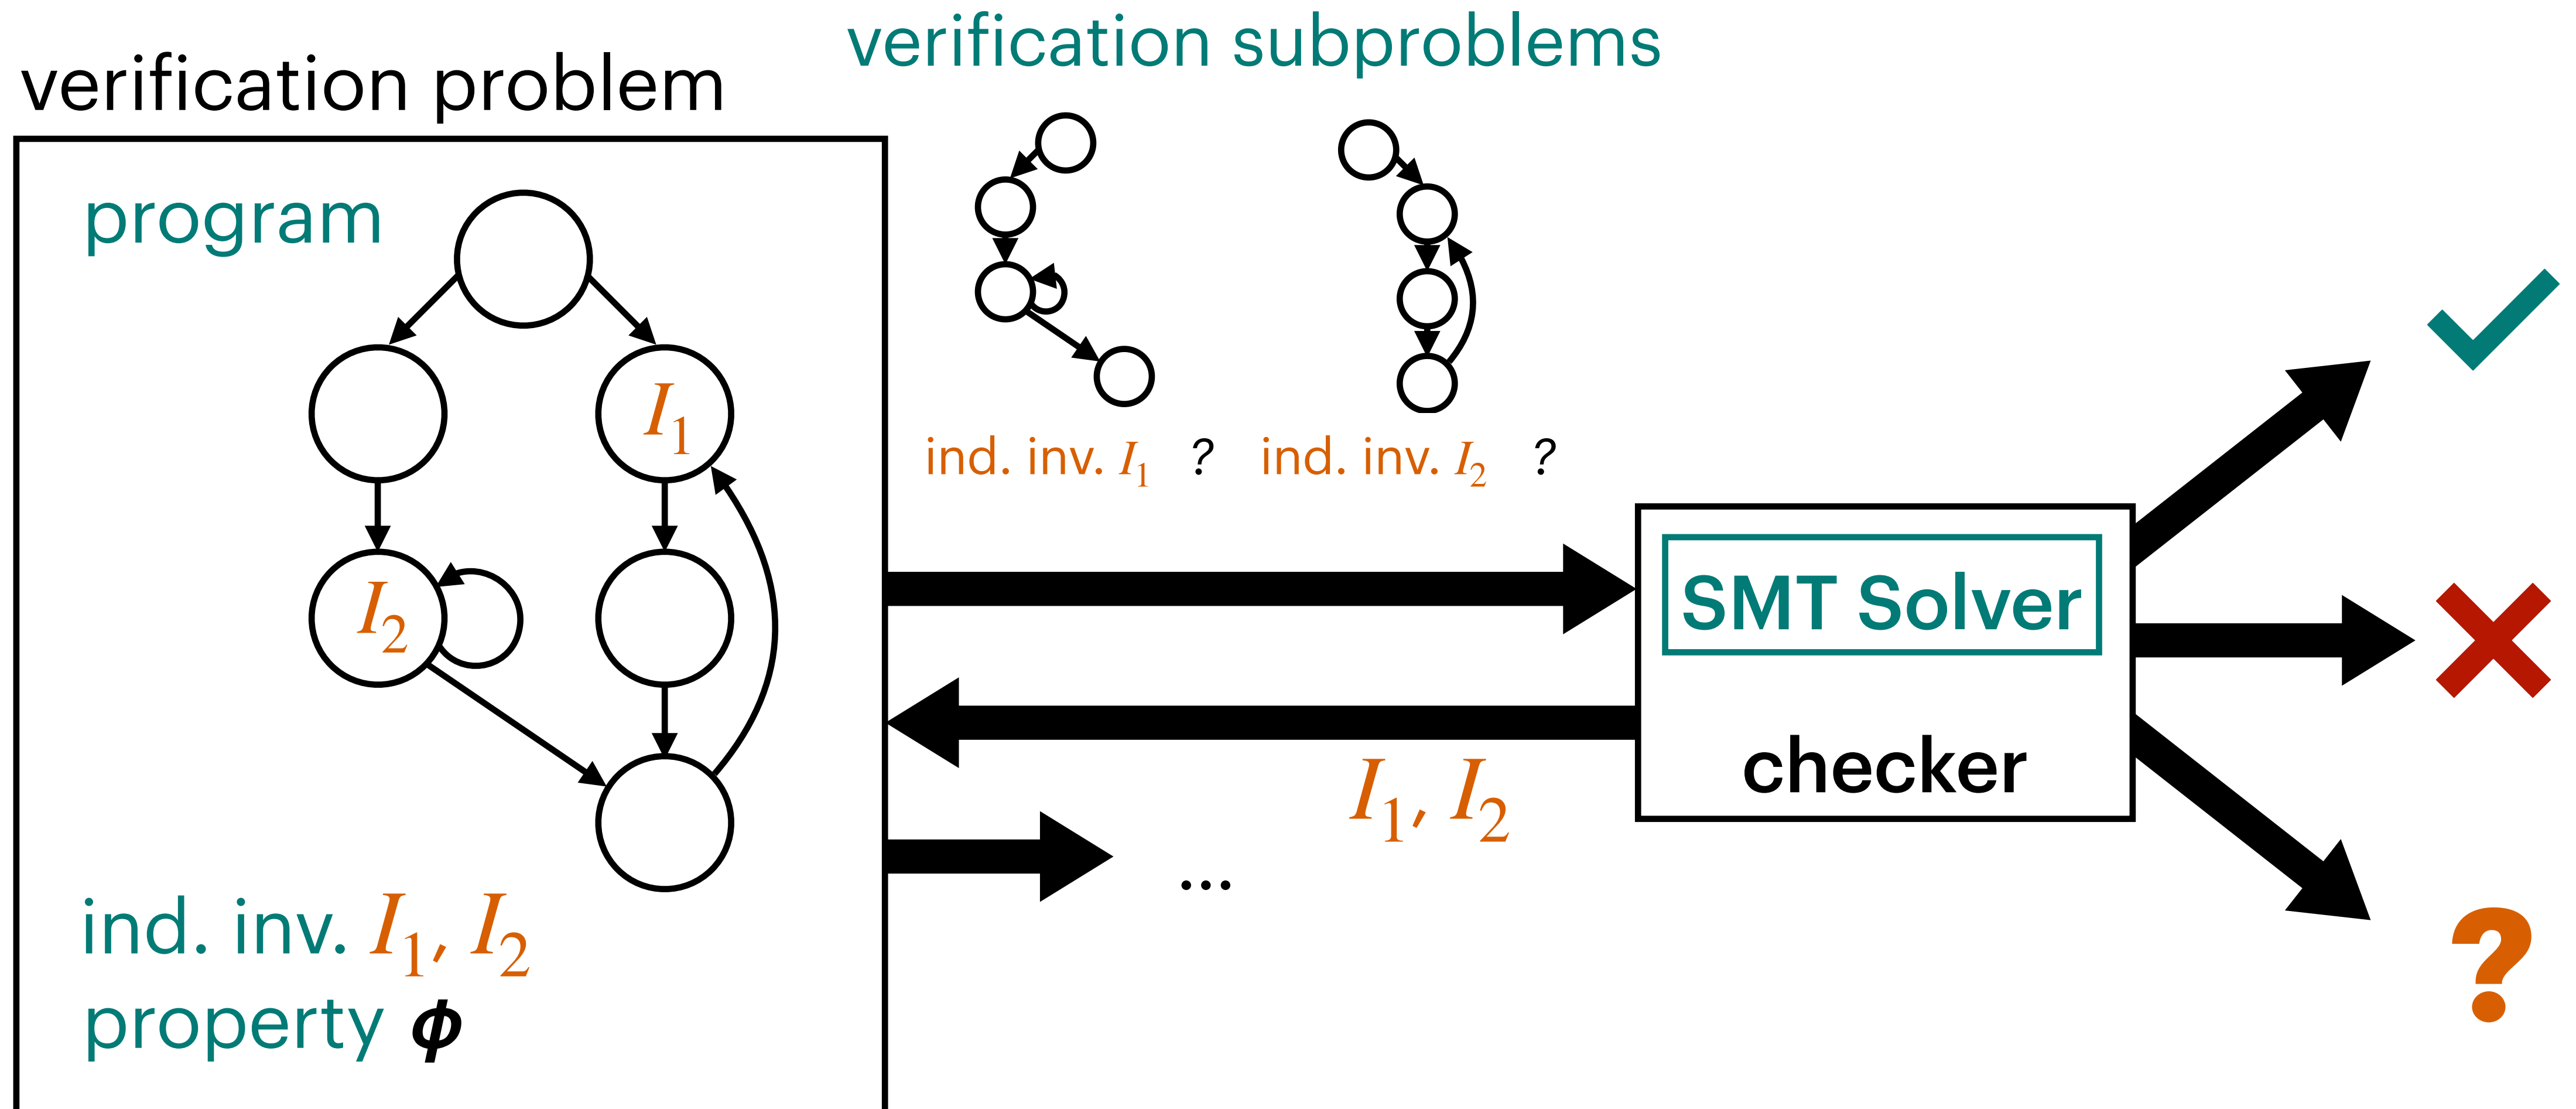 verification subproblems
verification problem
program
I₁
I₂
ind. inv. I₁, I₂
property ϕ
ind. inv. I₁ ?
ind. inv. I₂ ?
SMT Solver
checker
I₁, I₂
...
?